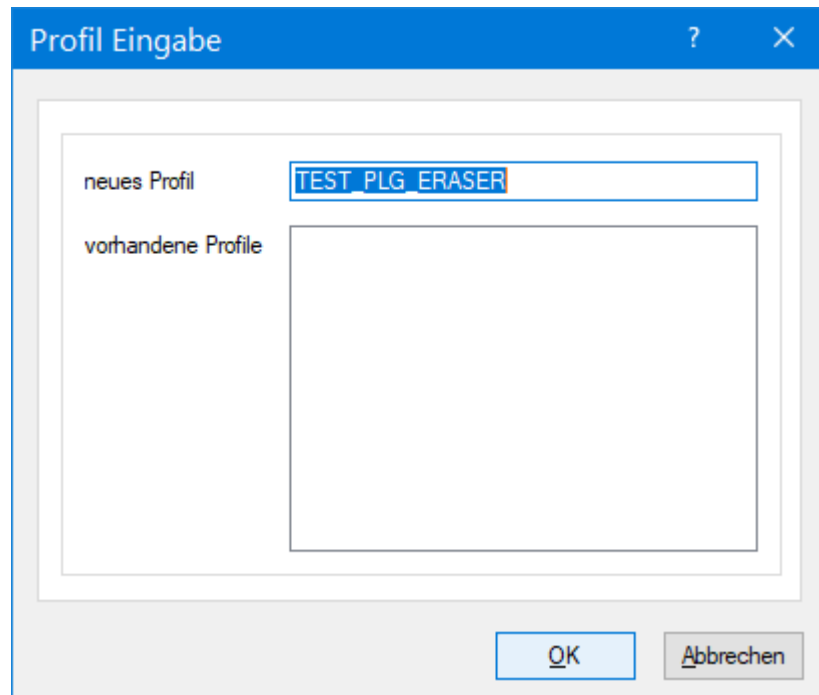 Profil Eingabe ?
neues Profil TEST_PLG_ERASER
vorhandene Profile
OK Abbrechen